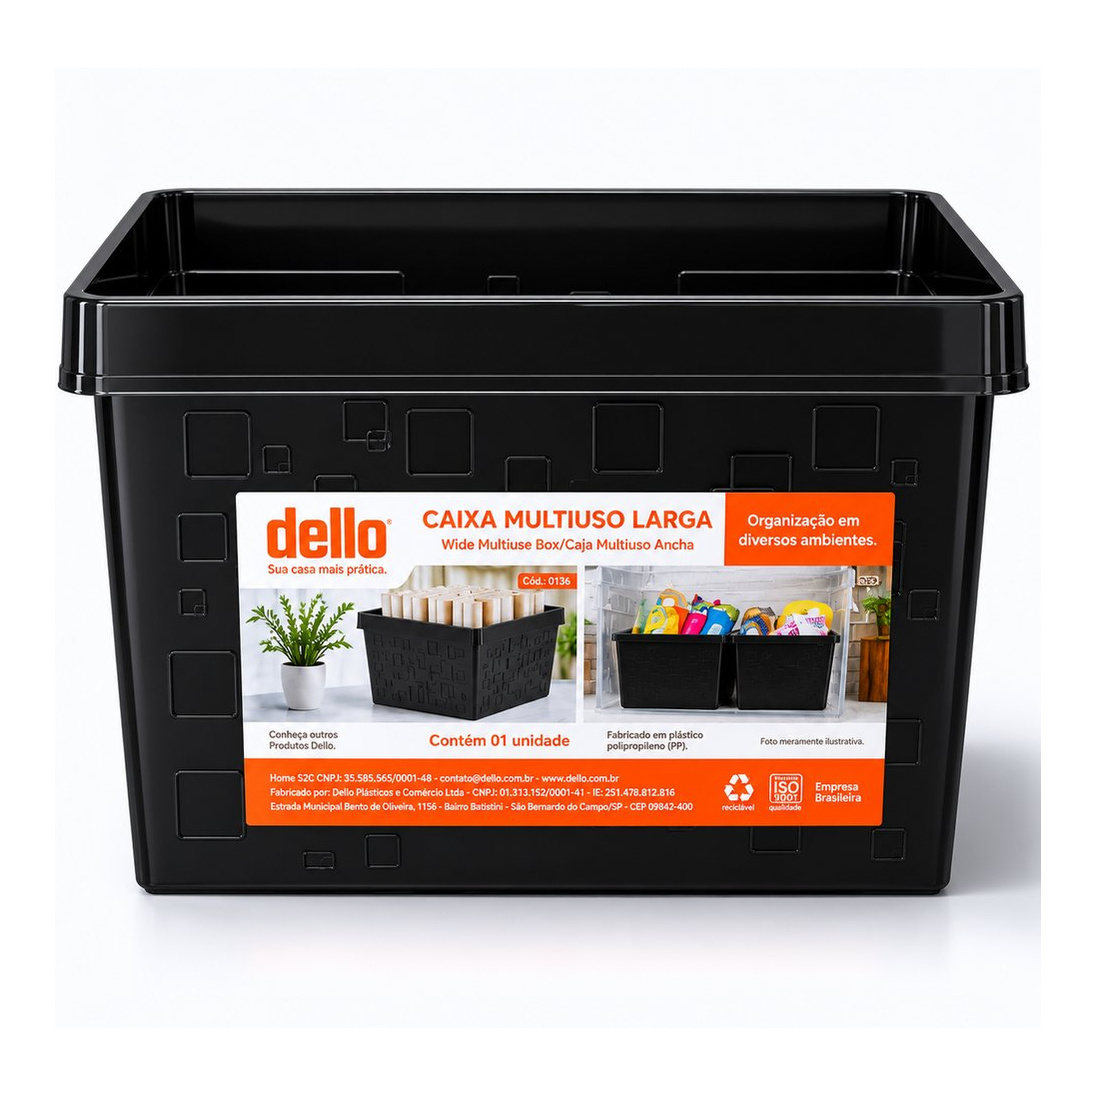 dello®
Sua casa mais prática.
CAIXA MULTIUSO LARGA
Wide Multiuse Box/Caja Multiuso Ancha
Organização em
diversos ambientes.
Cód.: 0136
Conheça outros
Produtos Dello.
Contém 01 unidade
Fabricado em plástico
polipropileno (PP).
Foto meramente ilustrativa.
Home S2C CNPJ: 35.585.565/0001-48 - contato@dello.com.br - www.dello.com.br
Fabricado por: Dello Plásticos e Comércio Ltda - CNPJ: 01.313.152/0001-41 - IE: 251.478.812.816
Estrada Municipal Bento de Oliveira, 1156 - Bairro Batistini - São Bernardo do Campo/SP - CEP 09842-400
reciclável
ISO
9001
qualidade
Empresa
Brasileira